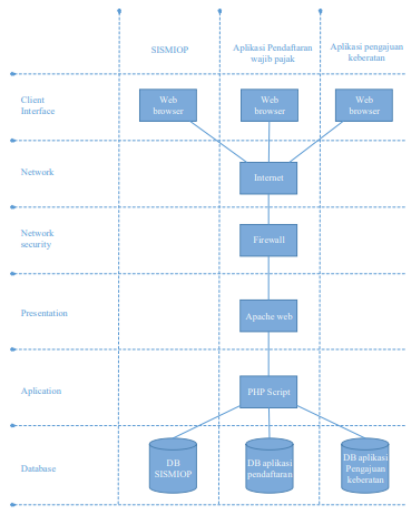 SISMIOP
Aplikasi Pendaftaran
wajib pajak
Aplikasi pengajuan
keberatan
Client
Interface
Web
browser
Web
browser
Web
browser
Network
Internet
Network
security
Firewall
Presentation
Apache web
Aplication
PHP Script
Database
DB
SISMIOP
DB aplikasi
pendaftaran
DB aplikasi
Pengajuan
keberatan